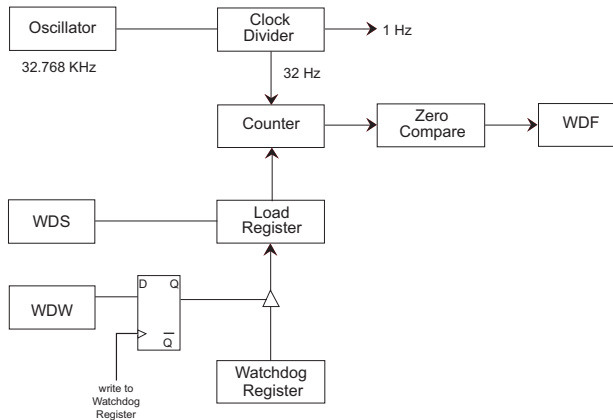 Oscillator
Clock
Divider
1 Hz
32.768 KHz
32 Hz
Counter
Zero
Compare
WDF
WDS
Load
Register
D Q
WDW
Q
Watchdog
Register
write to
Watchdog
Register